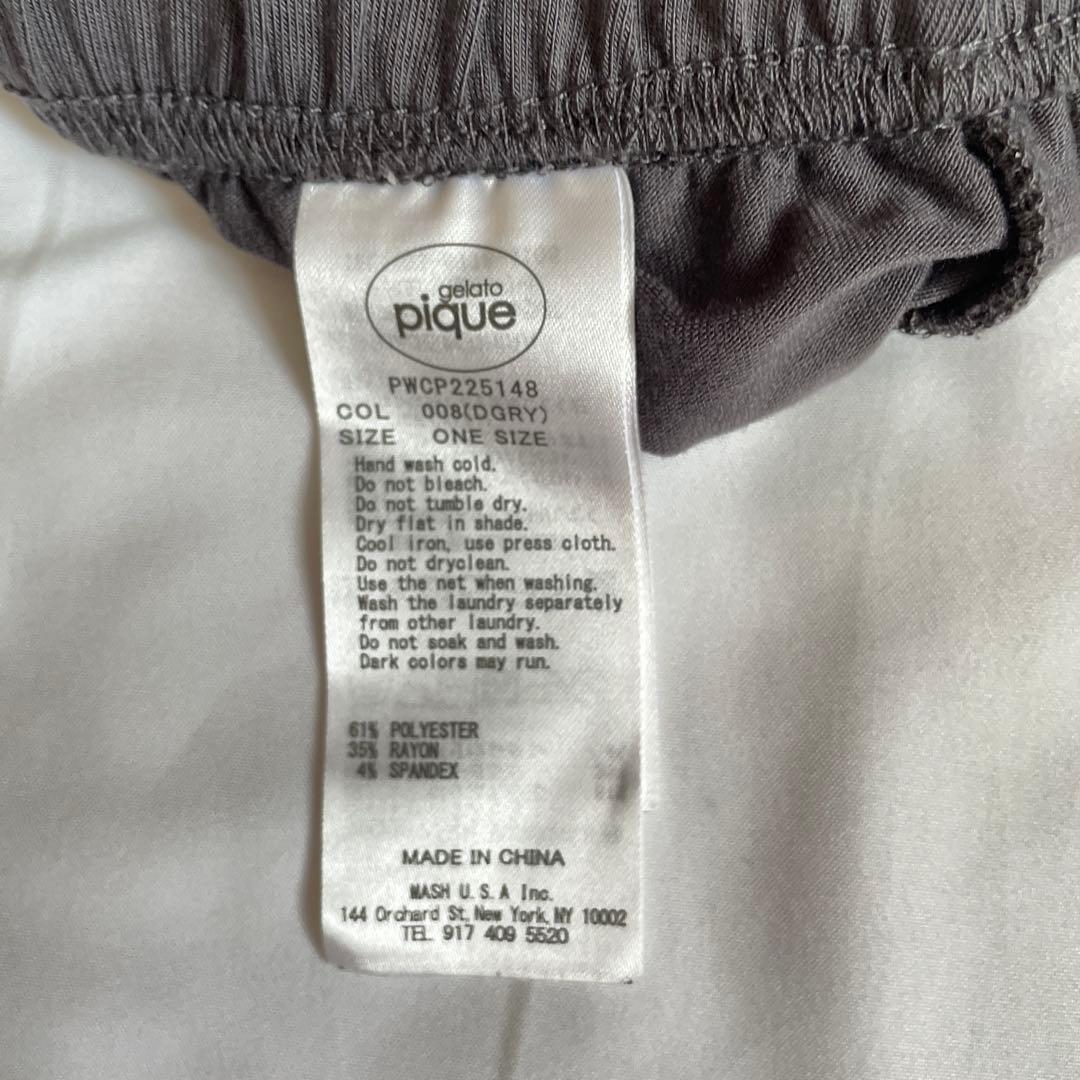 gelato
pique
PWCP225148
COL 008(DGRY)
SIZE ONE SIZE
Hand wash cold.
Do not bleach.
Do not tumble dry.
Dry flat in shade.
Cool iron, use press cloth.
Do not dryclean.
Use the net when washing.
Wash the laundry separately
from other laundry.
Do not soak and wash.
Dark colors may run.
61% POLYESTER
35% RAYON
4% SPANDEX
MADE IN CHINA
MASH U.S.A Inc.
144 Orchard St, New York, NY 10002
TEL 917 409 5520